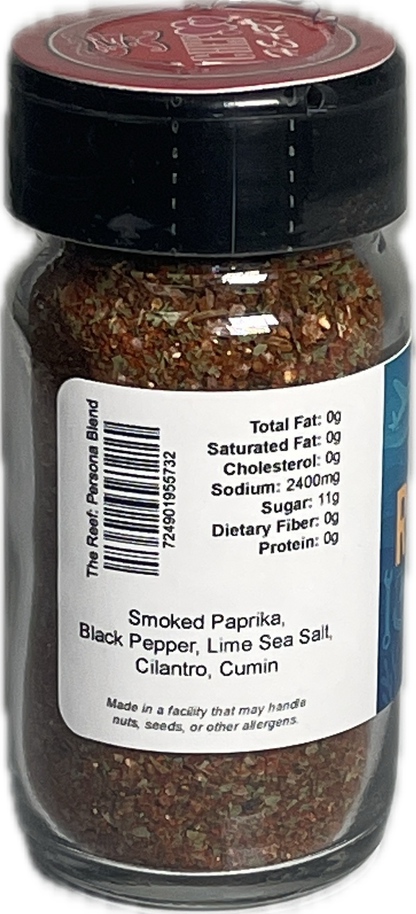 The Reef: Persona Blend
724901955732
Total Fat: 0g
Saturated Fat: 0g
Cholesterol: 0g
Sodium: 2400mg
Sugar: 11g
Dietary Fiber: 0g
Protein: 0g
Smoked Paprika,
Black Pepper, Lime Sea Salt,
Cilantro, Cumin
Made in a facility that may handle
nuts, seeds, or other allergens.
R